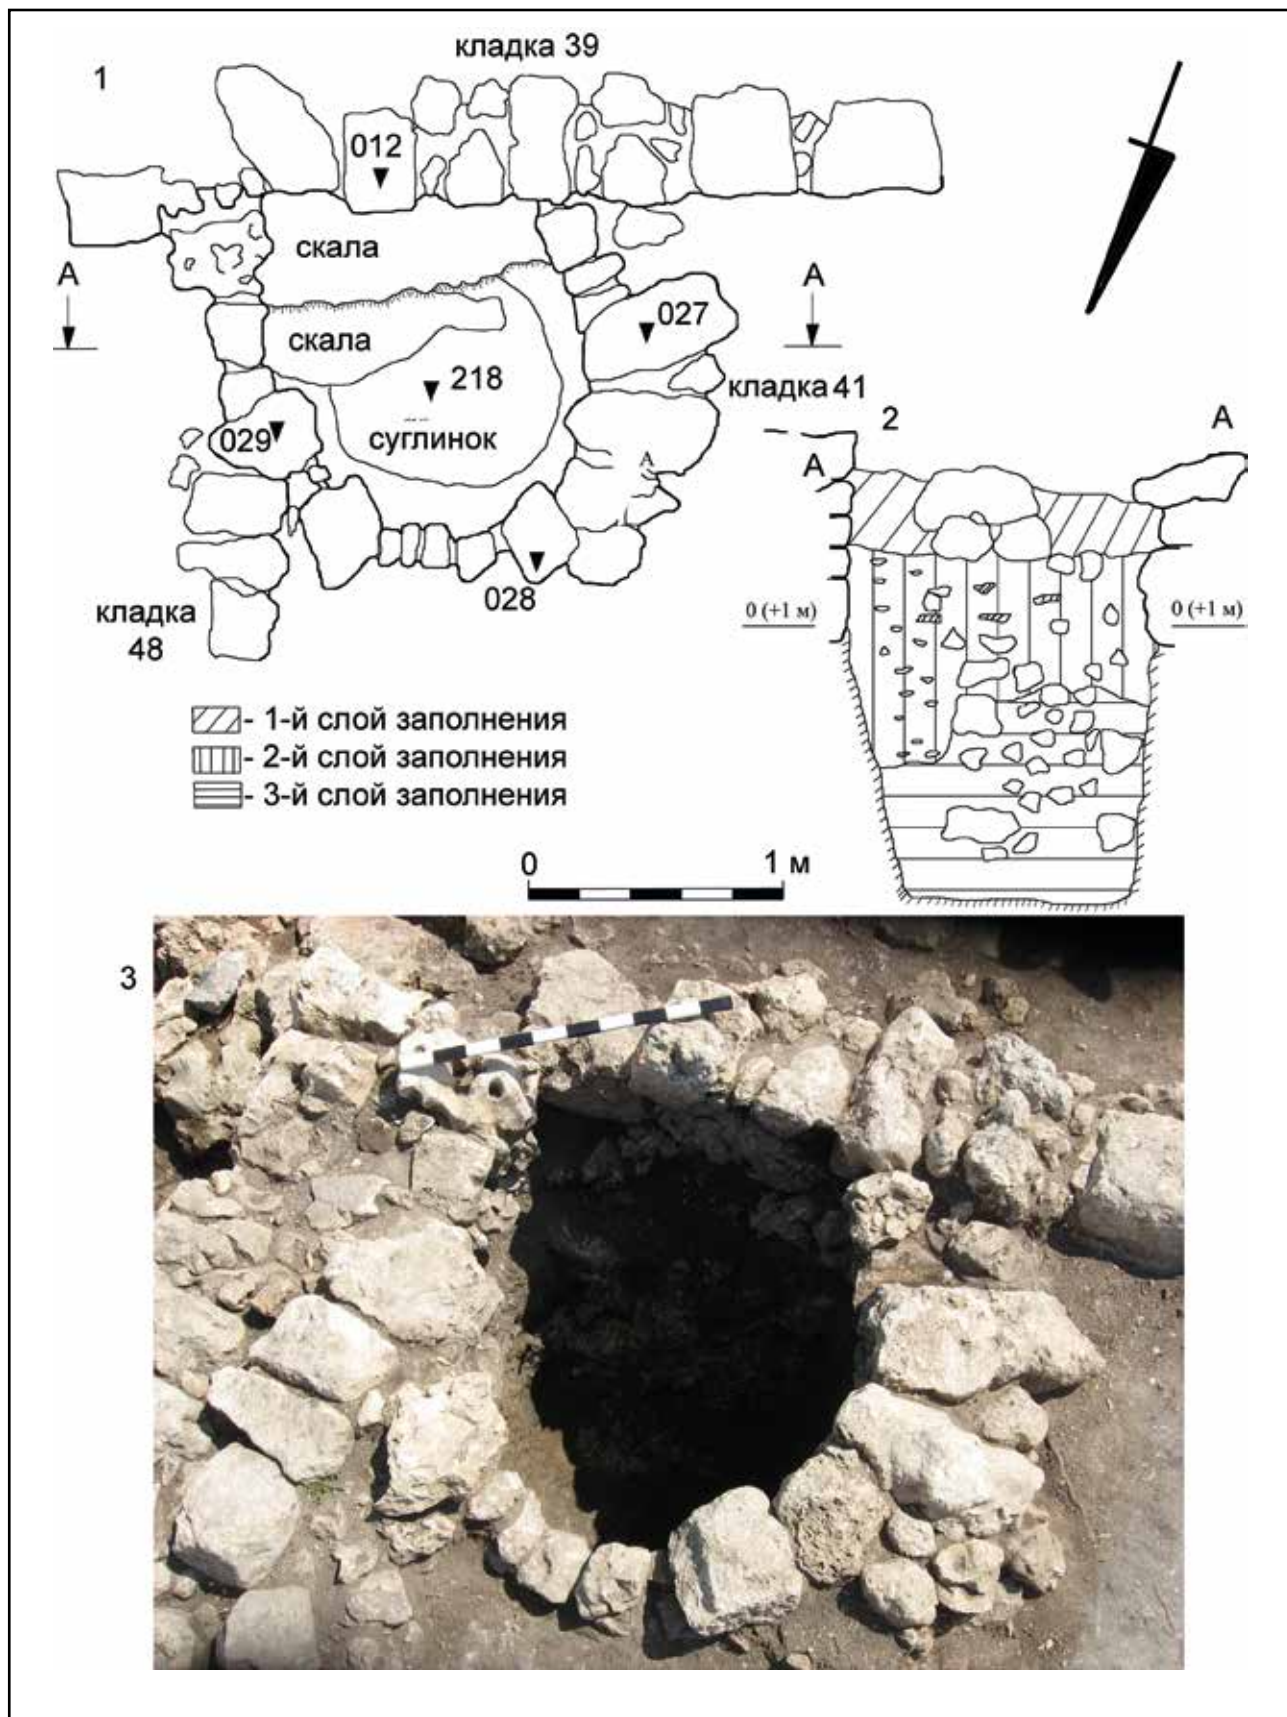 кладка 39
1
012
скала
А
А
027
скала
218
кладка 41
суглинок
029
А
2
А
А
028
0 (+1 м)
0 (+1 м)
кладка
48
- 1-й слой заполнения
- 2-й слой заполнения
- 3-й слой заполнения
0
1 м
3